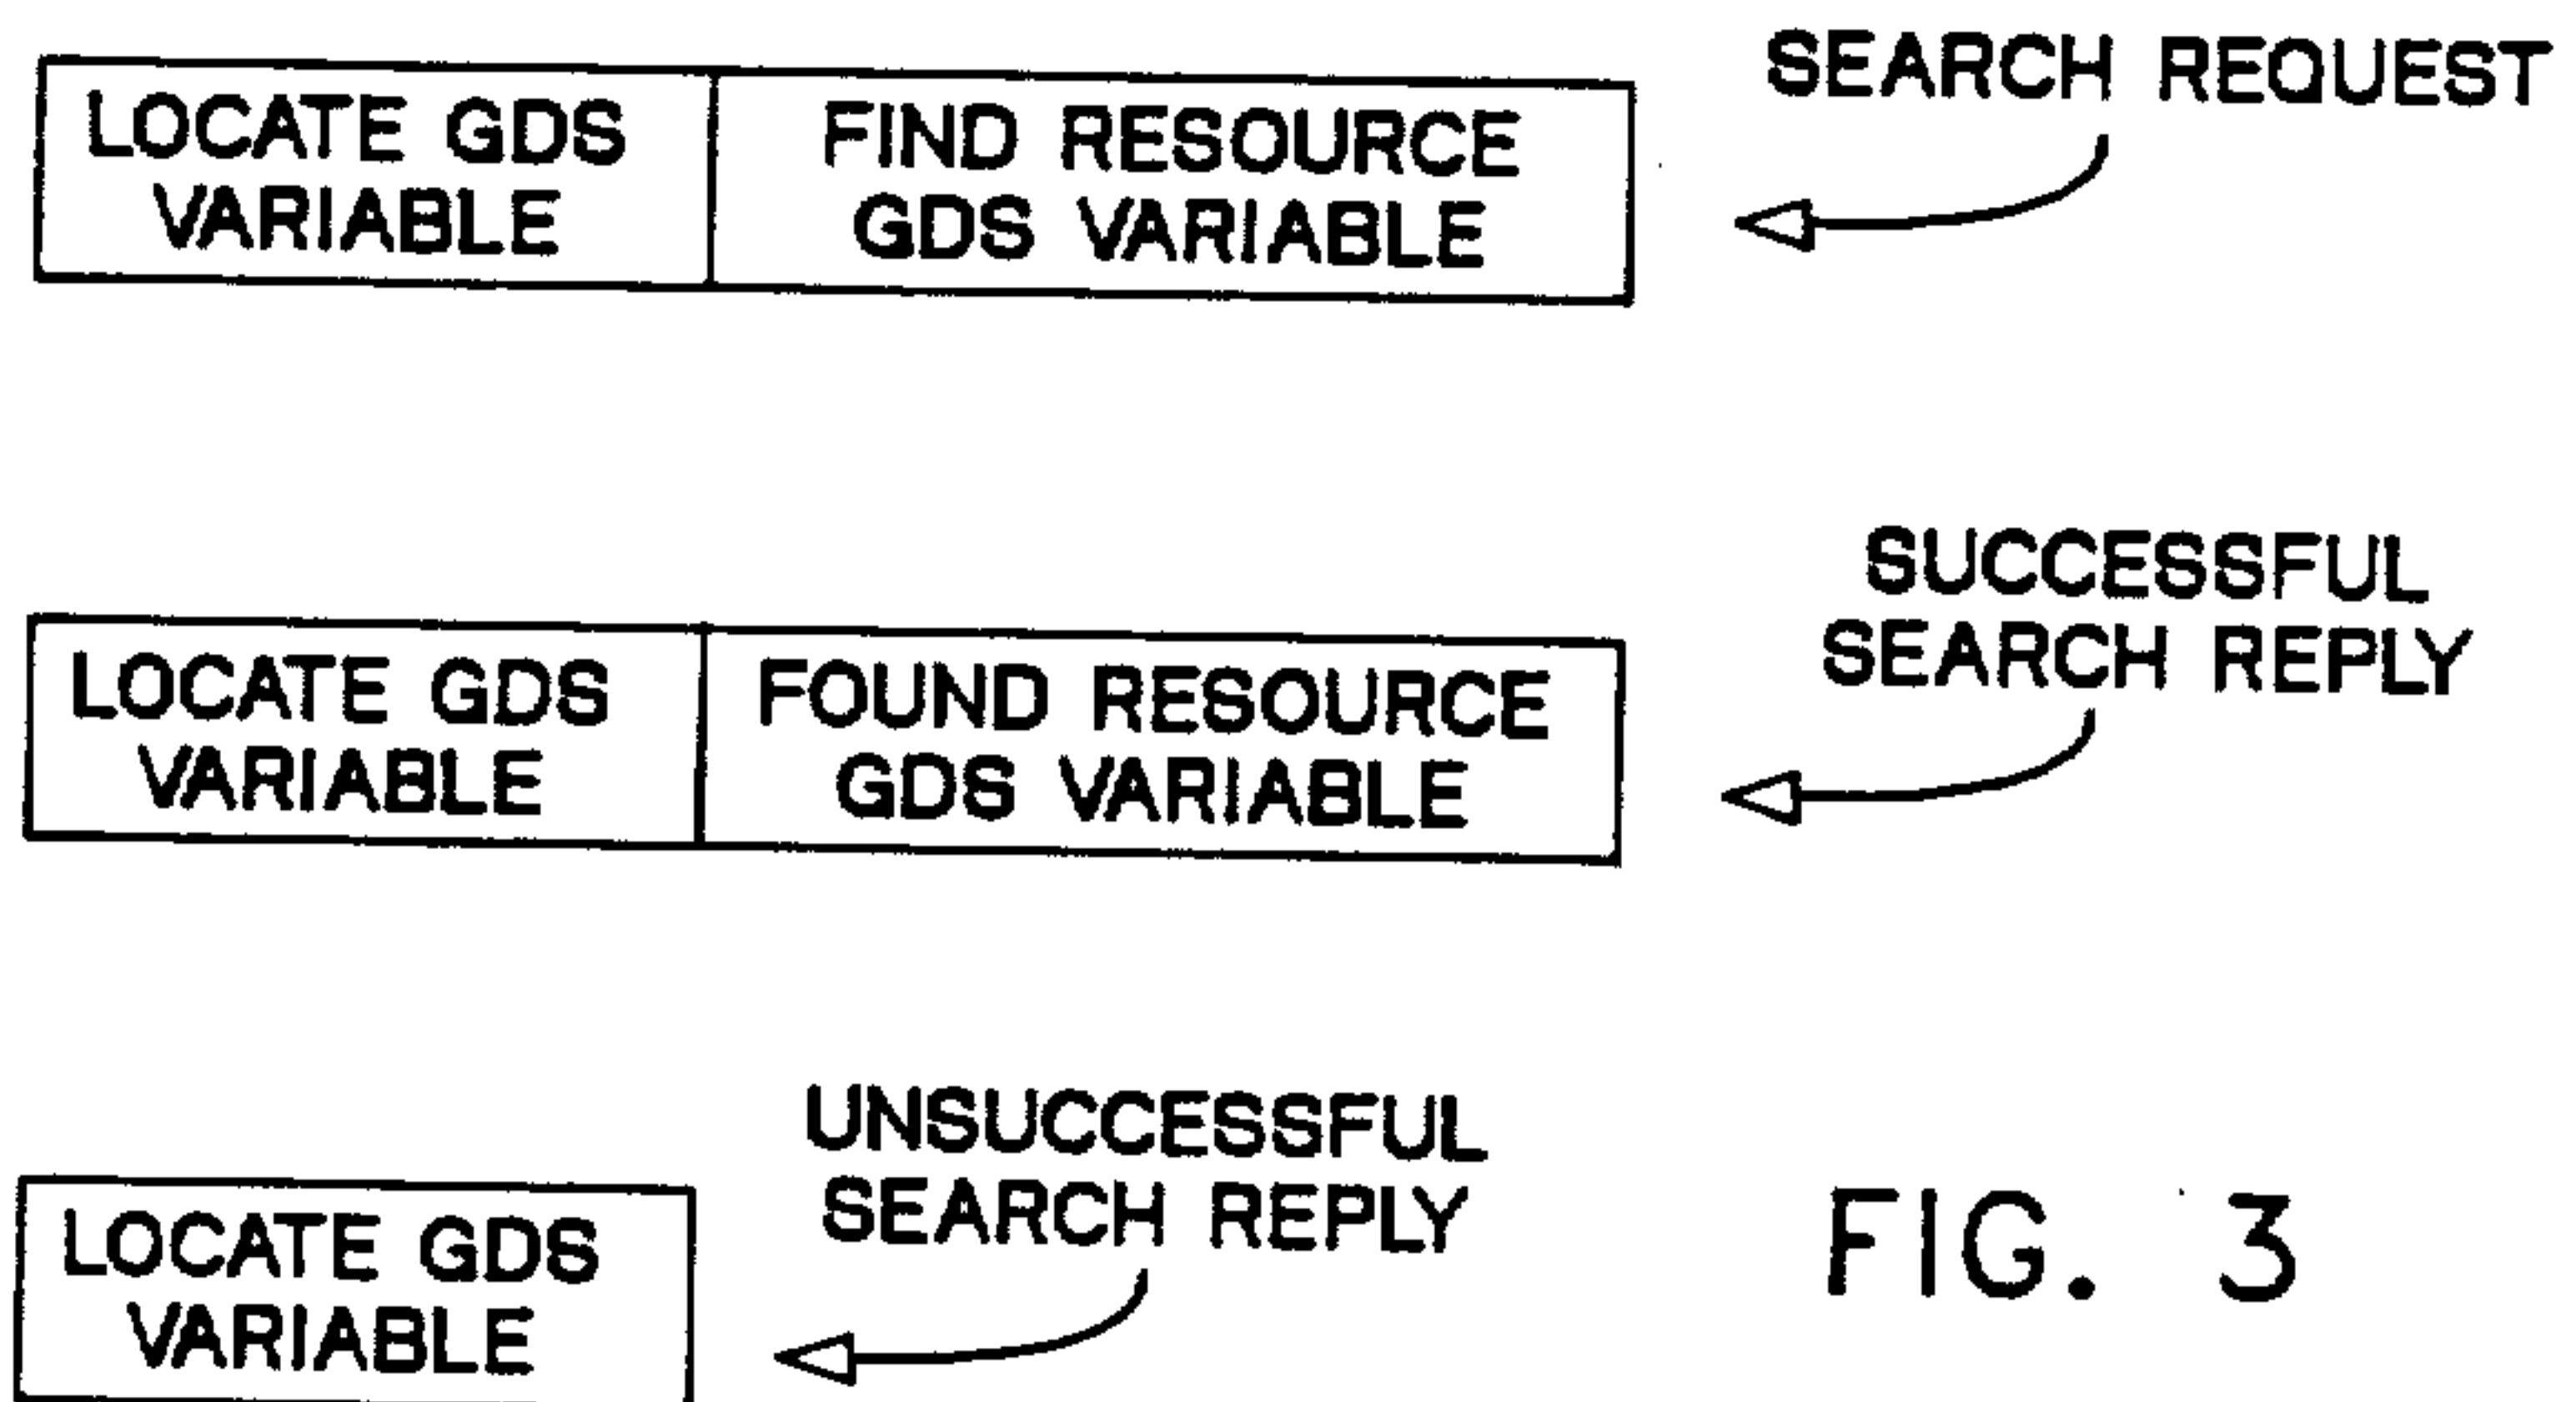 SEARCH REQUEST
LOCATE GDS
VARIABLE
FIND RESOURCE
GDS VARIABLE
SUCCESSFUL
SEARCH REPLY
LOCATE GDS
VARIABLE
FOUND RESOURCE
GDS VARIABLE
UNSUCCESSFUL
SEARCH REPLY
LOCATE GDS
VARIABLE
FIG. 3